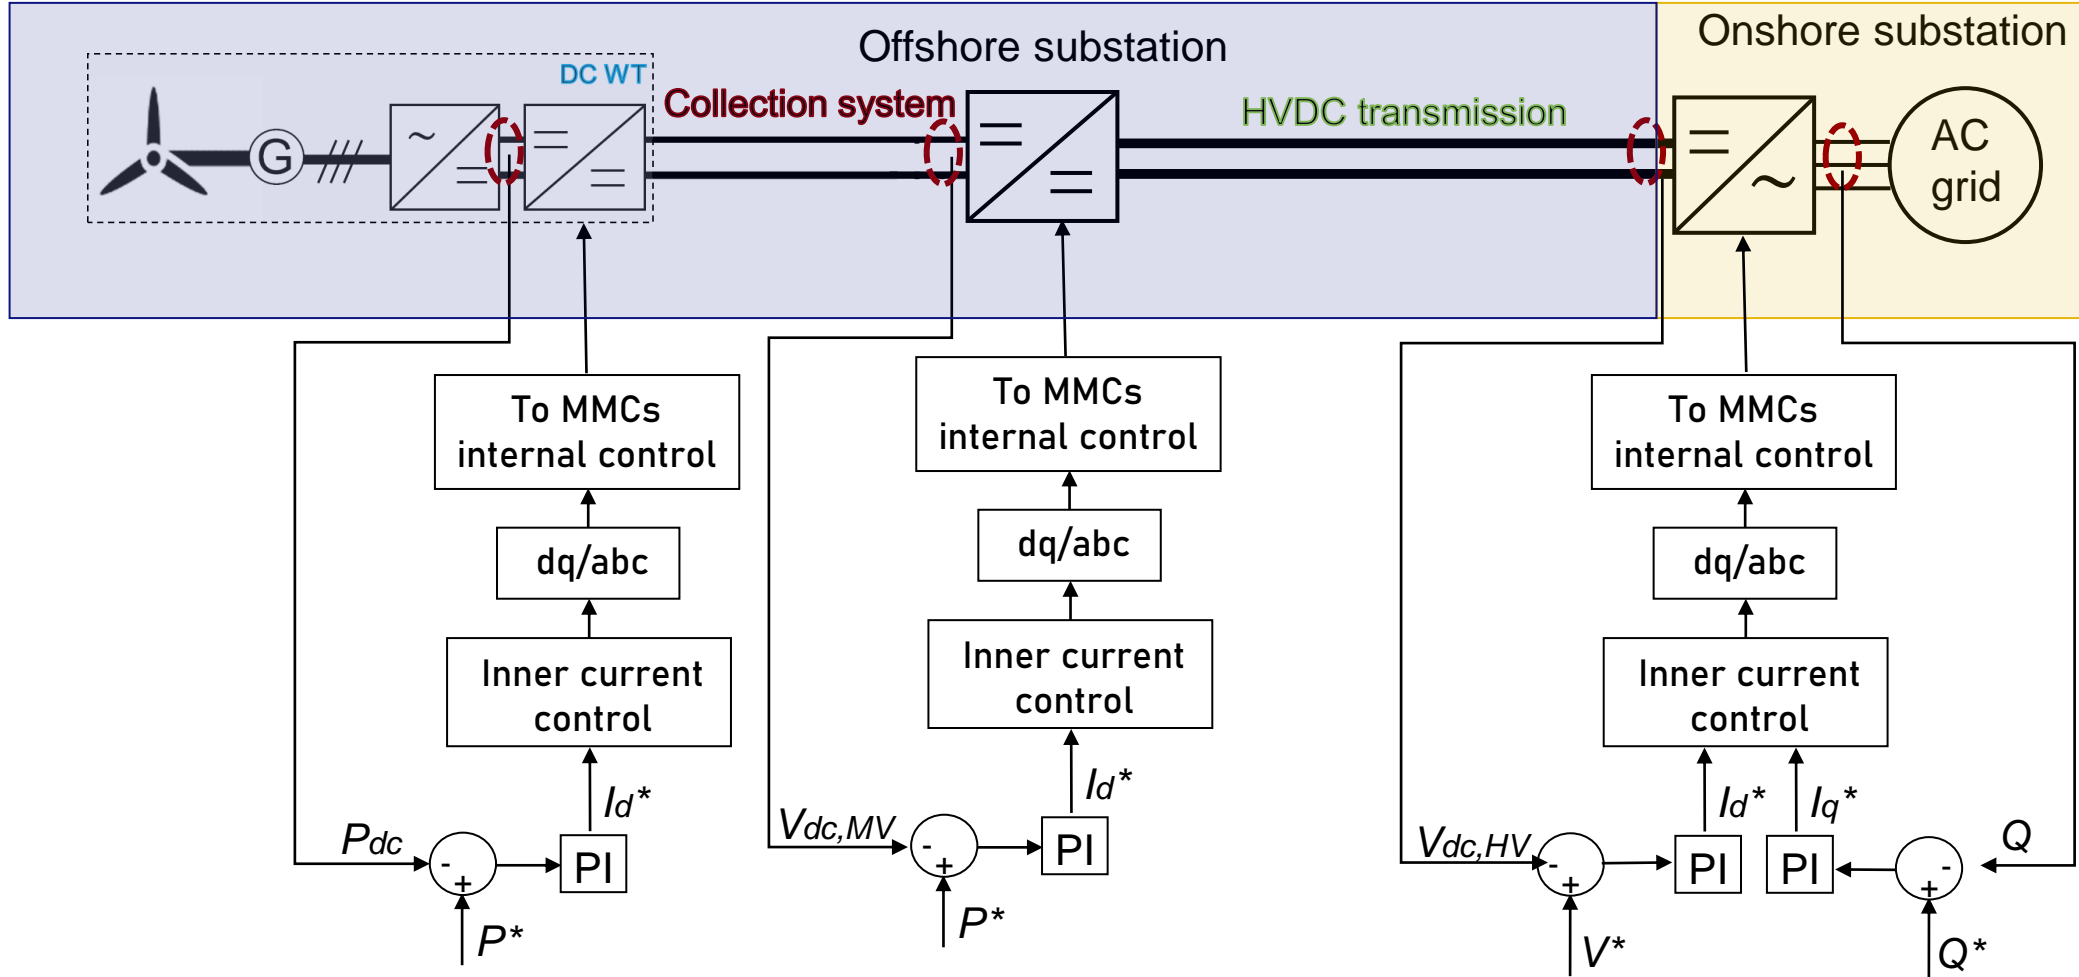 Offshore substation
Onshore substation
DC WT
Collection system
HVDC transmission
G
~
~
AC
grid
To MMCs
internal control
dq/abc
Inner current
control
Id*
Pdc
-
+
PI
P*
To MMCs
internal control
dq/abc
Inner current
control
Id*
Vdc,MV
-
+
PI
P*
To MMCs
internal control
dq/abc
Inner current
control
Id*
Iq*
Vdc,HV
-
+
PI
PI
-
+
Q
V*
Q*